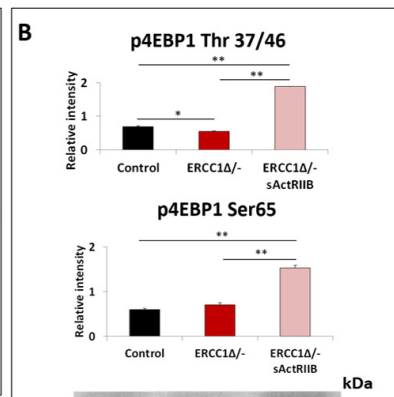 B
p4EBP1 Thr 37/46
**
**
*
Relative intensity
2
1
0
Control
ERCC1Δ/-
ERCC1Δ/-
sActRIIB
p4EBP1 Ser65
**
**
Relative intensity
2
1
0
Control
ERCC1Δ/-
ERCC1Δ/-
sActRIIB
kDa